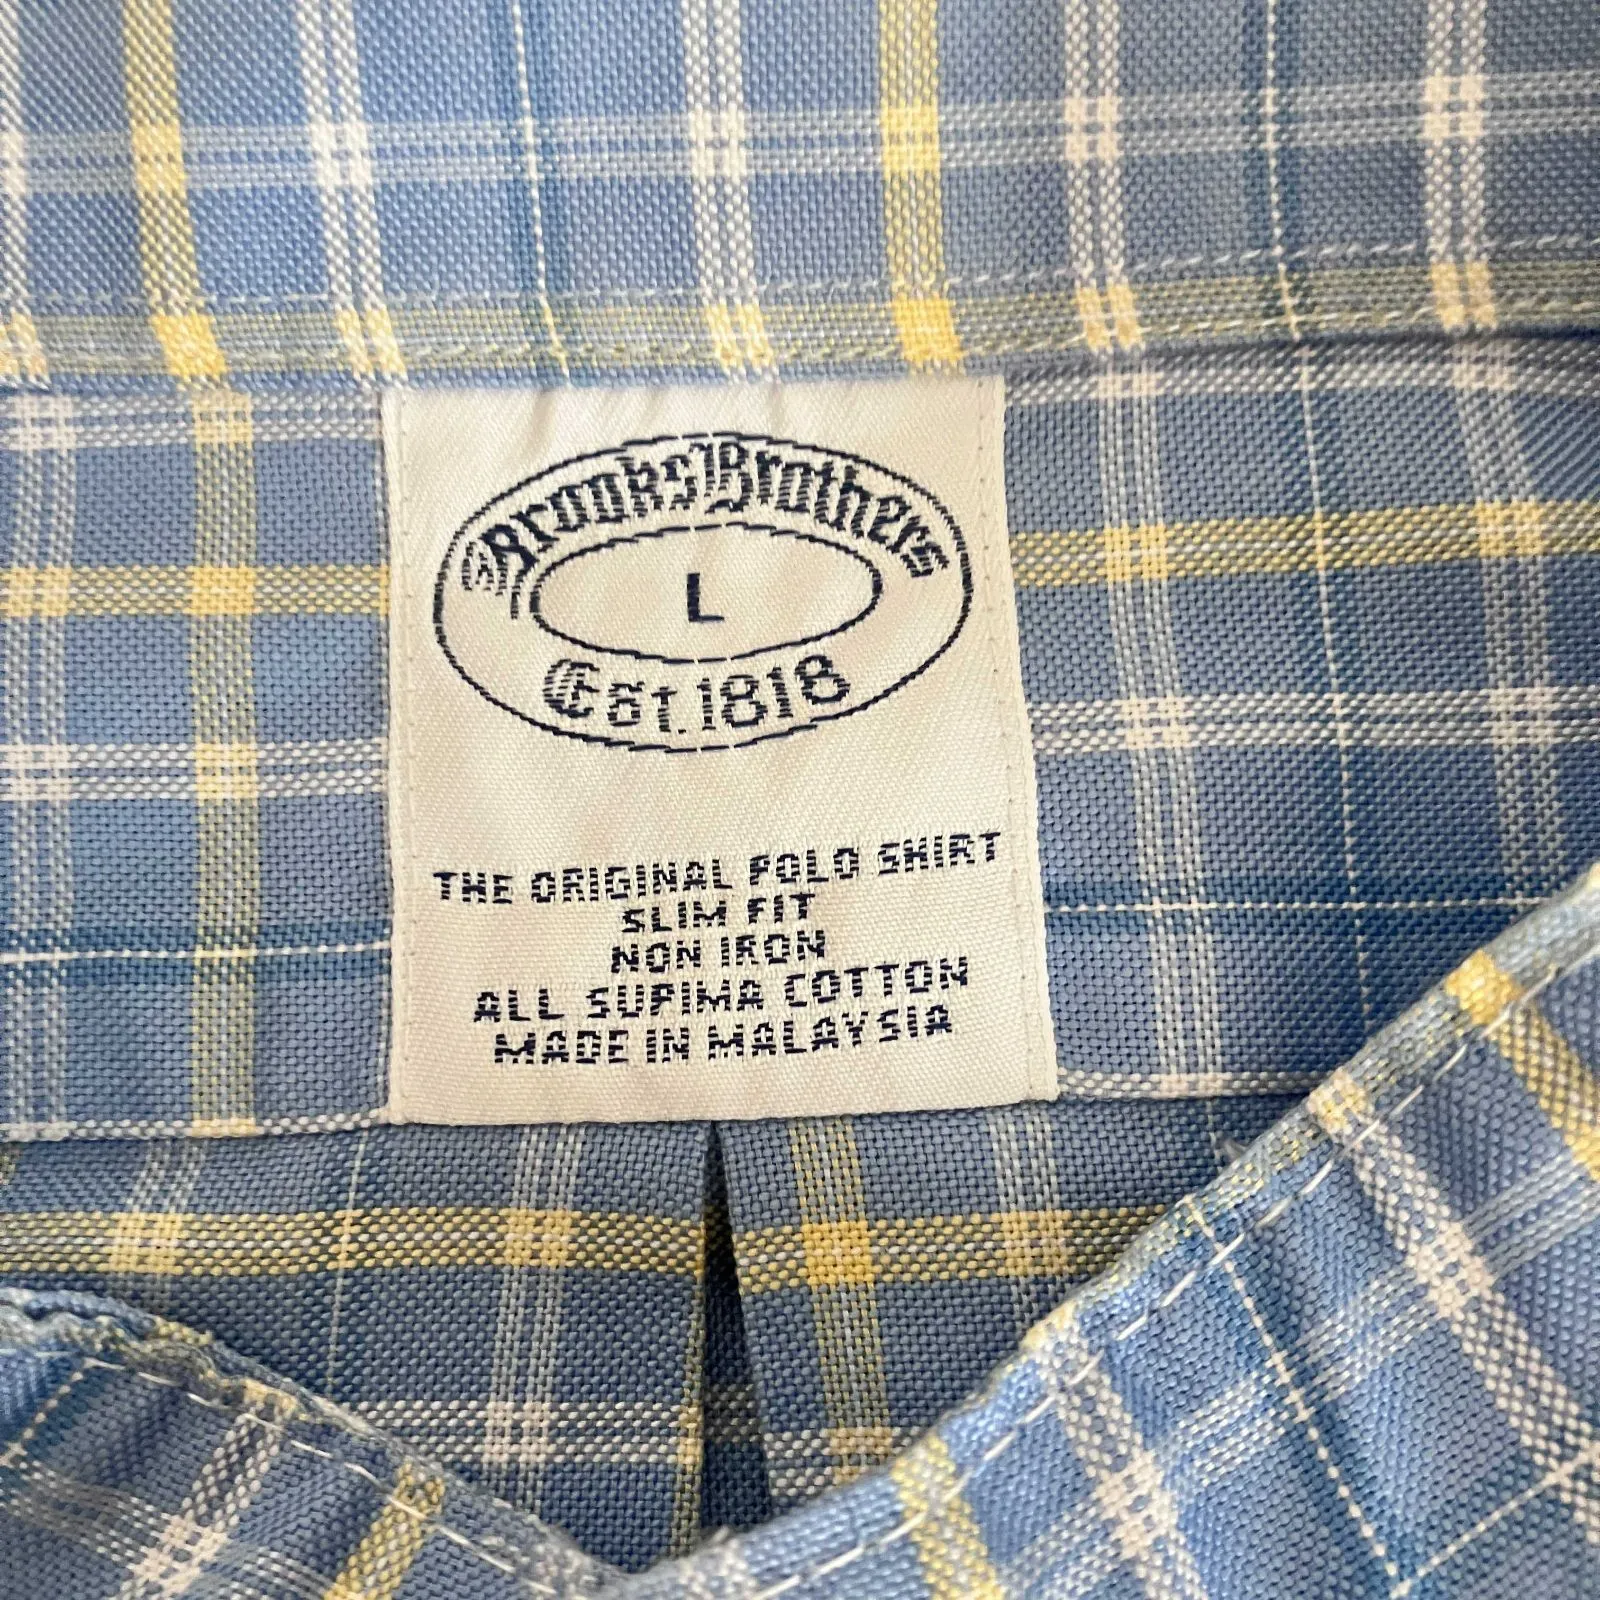 Brooks Brothers
L
Est. 1818
THE ORIGINAL POLO SHIRT
SLIM FIT
NON IRON
ALL SUPIMA COTTON
MADE IN MALAYSIA